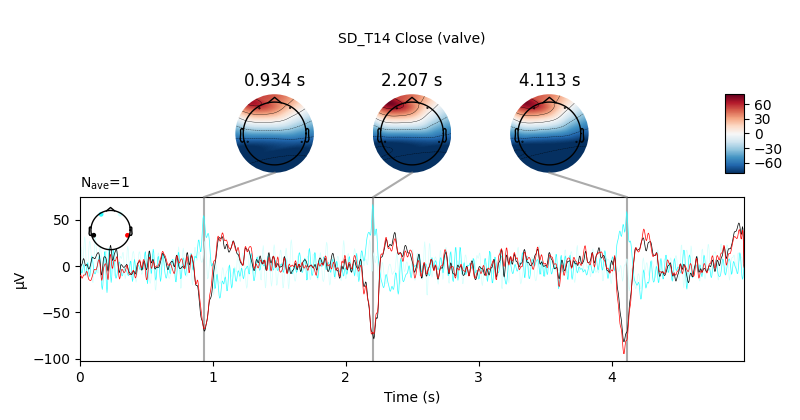 SD_T14 Close (valve)
0.934 s 2.207 s 4.113 s
60
30
0
−30
−60
Nave=1
50
0
−50
−100
µV
0 1 2 3 4
Time (s)